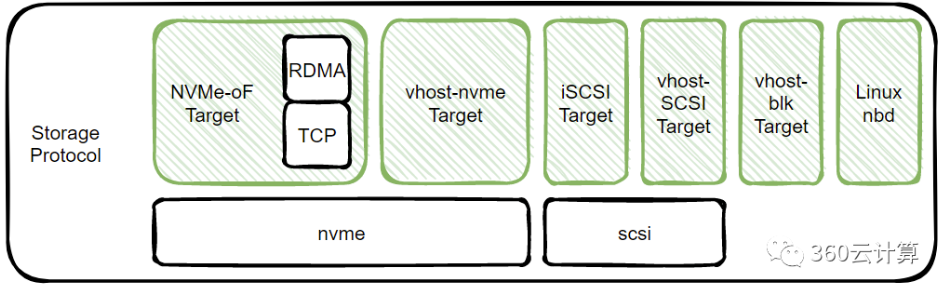 Storage
Protocol
NVMe-oF
Target
RDMA
TCP
vhost-nvme
Target
iSCSI
Target
vhost-
SCSI
Target
vhost-
blk
Target
Linux
nbd
nvme
scsi
360云计算